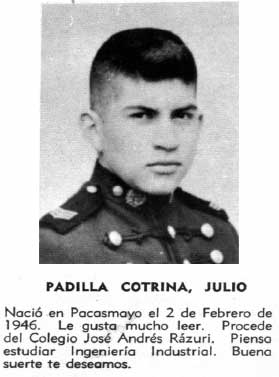 PADILLA COTRINA, JULIO
Nació en Pacasmayo el 2 de Febrero de
1946. Le gusta mucho leer. Procede
del Colegio José Andrés Rázuri. Piensa
estudiar Ingeniería Industrial. Buena
suerte te deseamos.